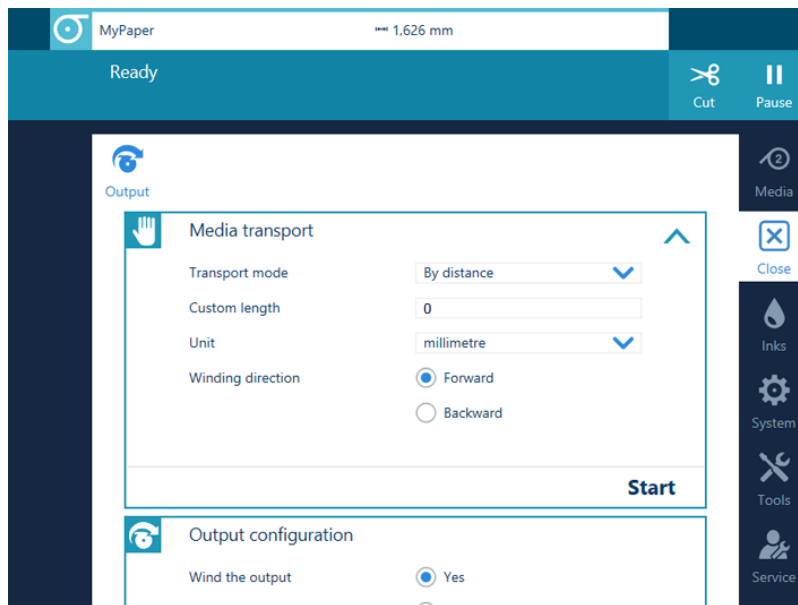 MyPaper 1,626 mm
Ready
Cut Pause
Output
Media transport
Transport mode By distance
Custom length 0
Unit millimetre
Winding direction Forward
Backward
Start
Output configuration
Wind the output Yes
2
Media
Close
Inks
System
Tools
Service